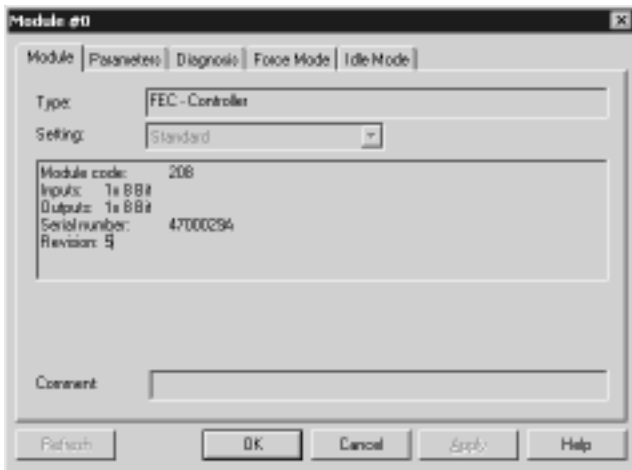 Module #0
Module Parameters Diagnosis Force Mode Idle Mode
Type: FEC - Controller
Setting: Standard
Module code: 208
Inputs: 1x 8 Bit
Outputs: 1x 8 Bit
Serial number: 4700029A
Revision: 5
Comment:
Refresh OK Cancel Apply Help